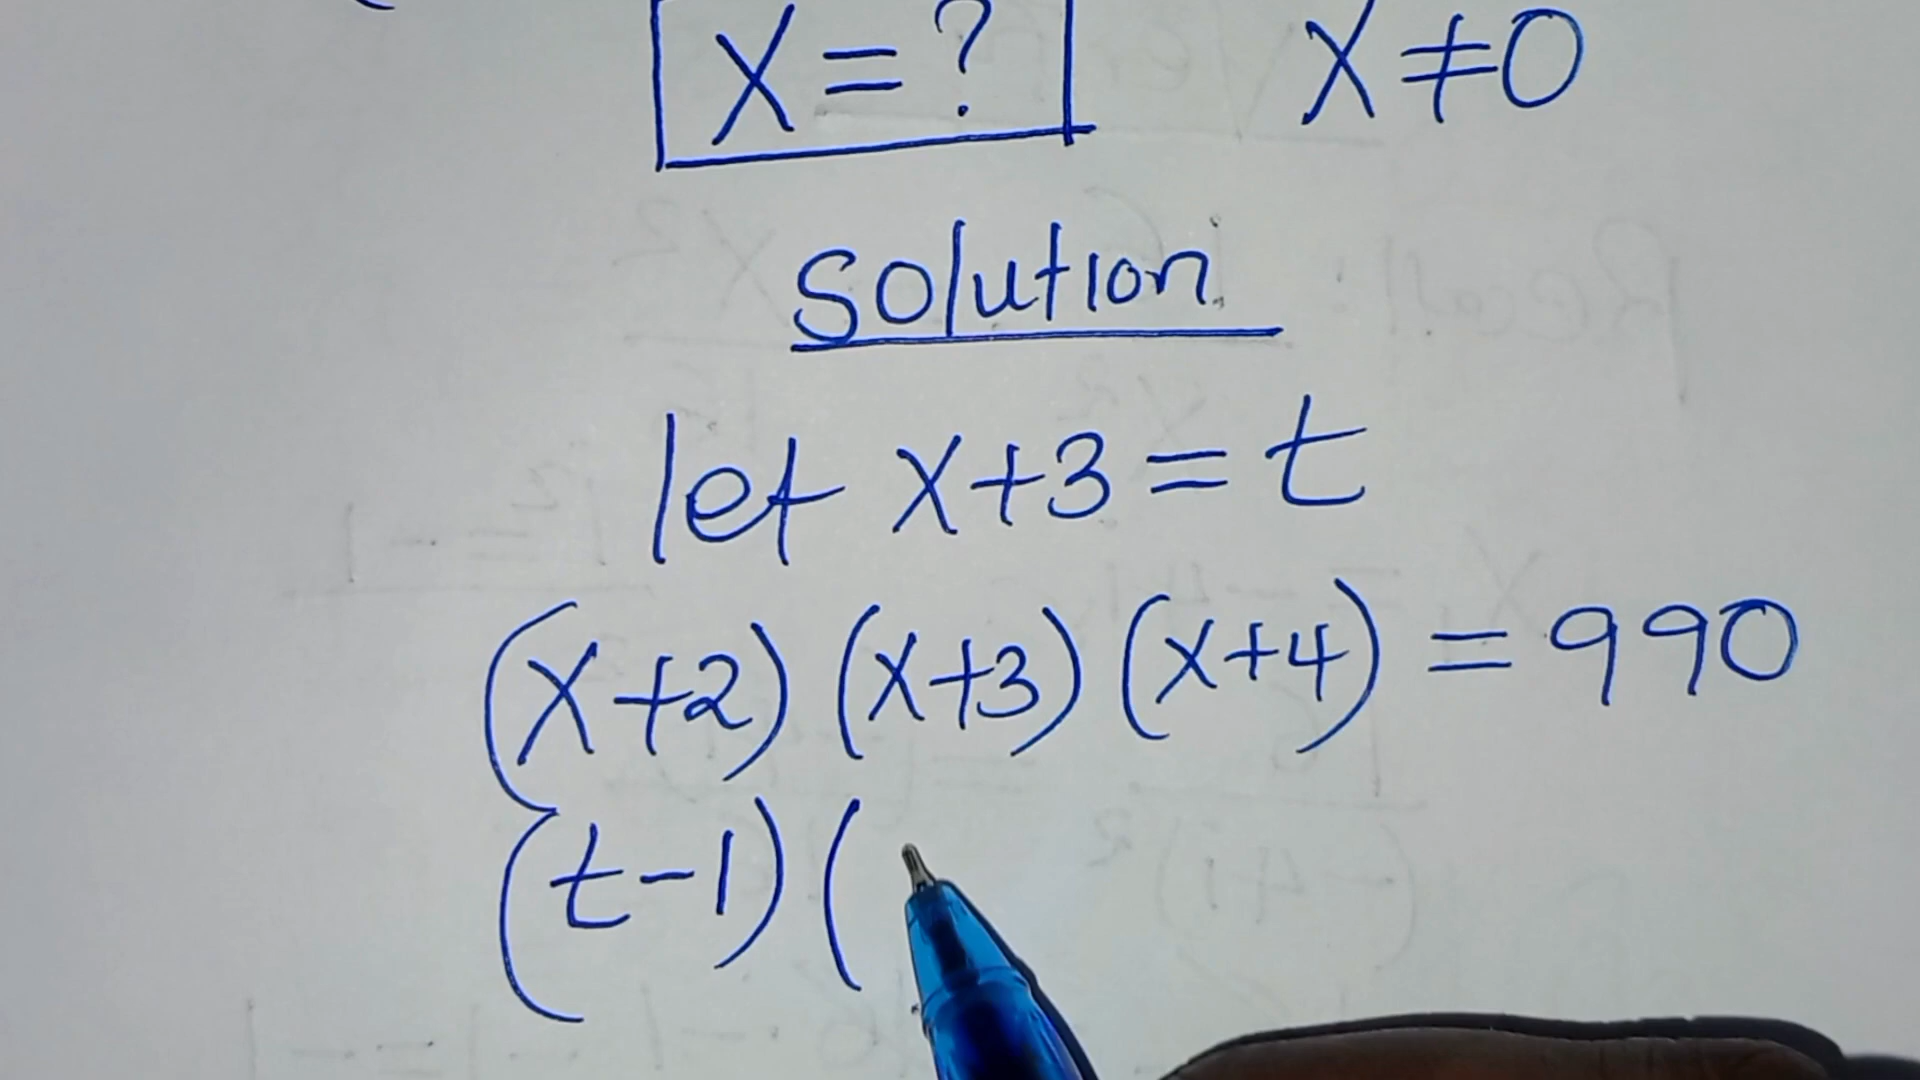 X = ? X ≠ 0
Solution
let x+3 = t
(x+2) (x+3) (x+4) = 990
(t-1) (